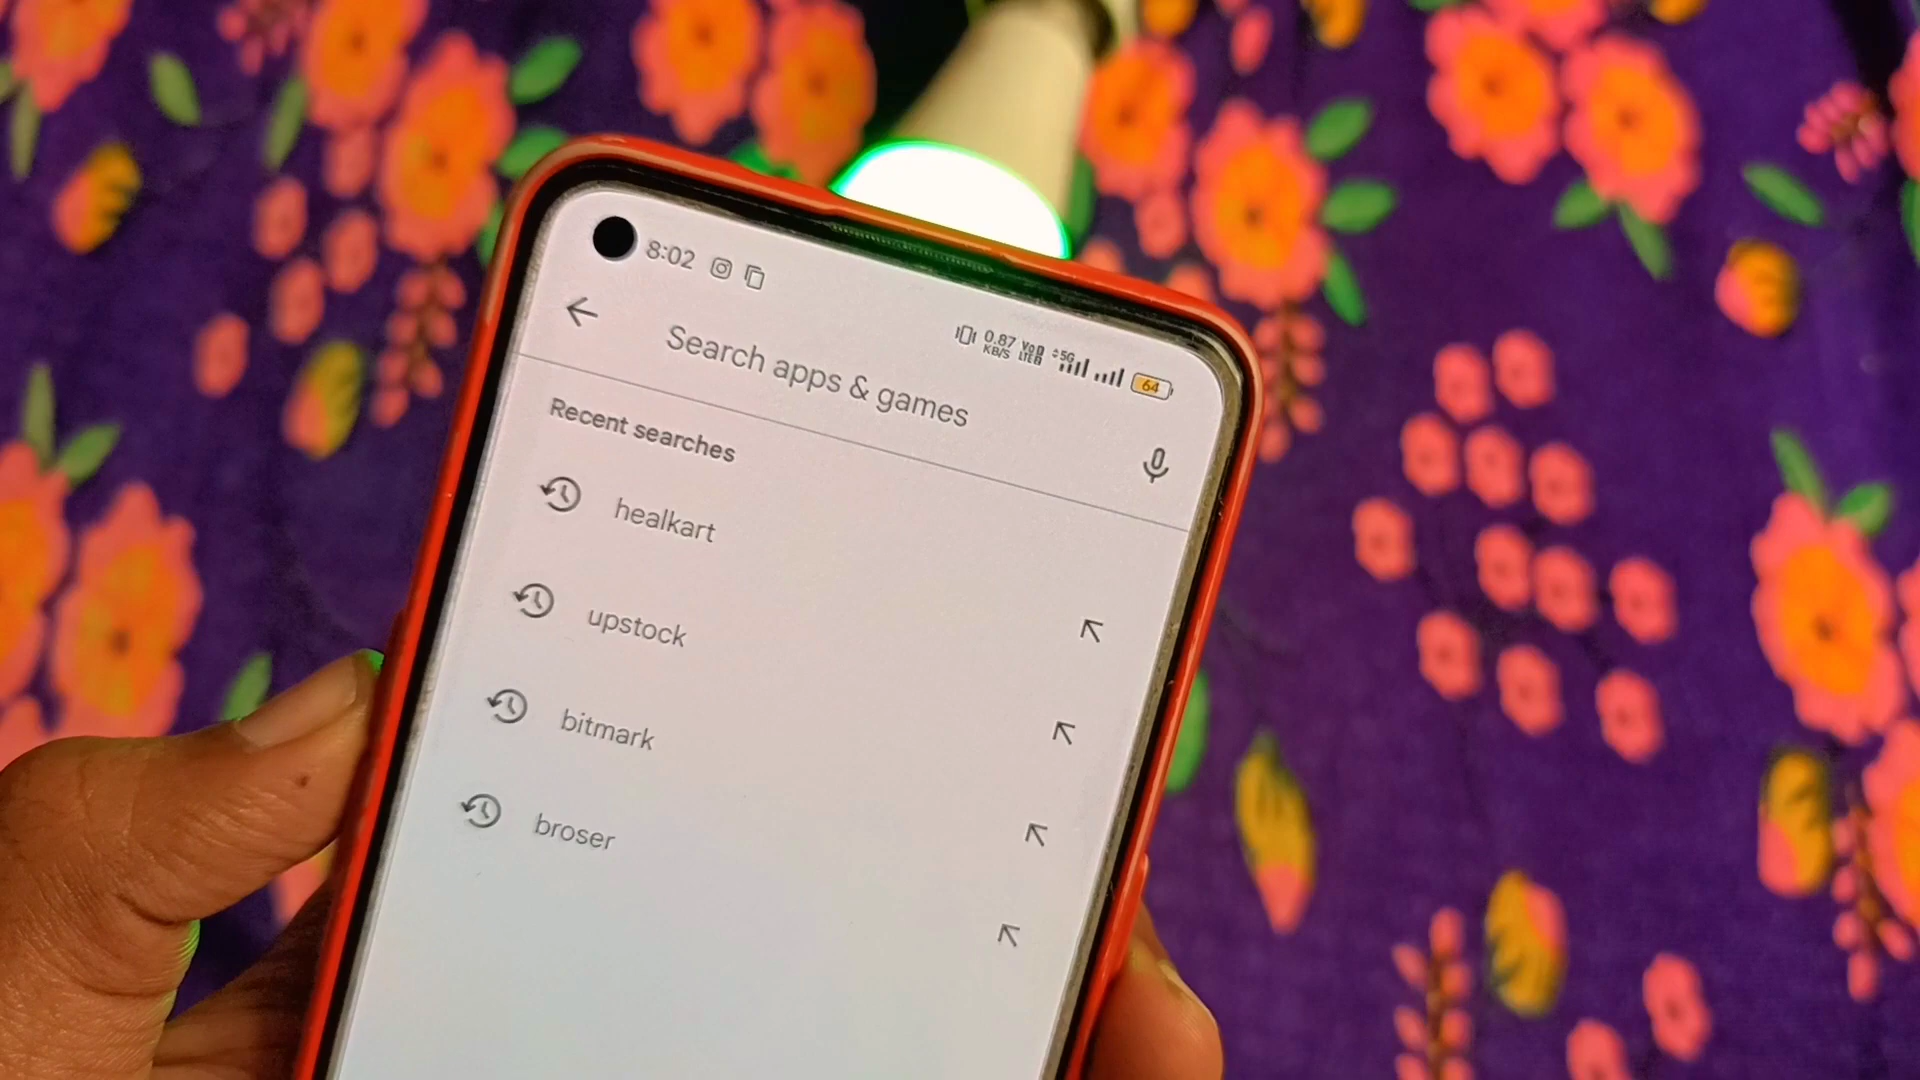 8:02
0.87 KB/S VoD LTE 5G 64
Search apps & games
Recent searches
healkart
upstock
bitmark
broser